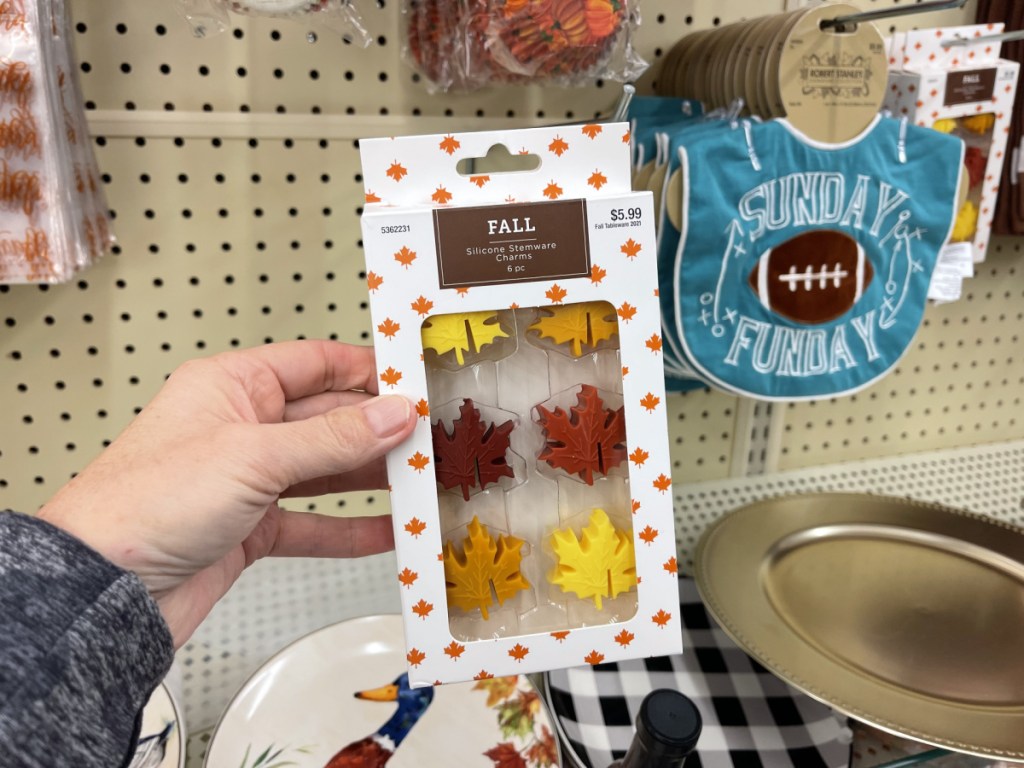 5362231
FALL
Silicone Stemware
Charms
6 pc
$5.99
Fall Tableware 2021
ROBERT STANLEY
SUNDAY
FUNDAY
FALL